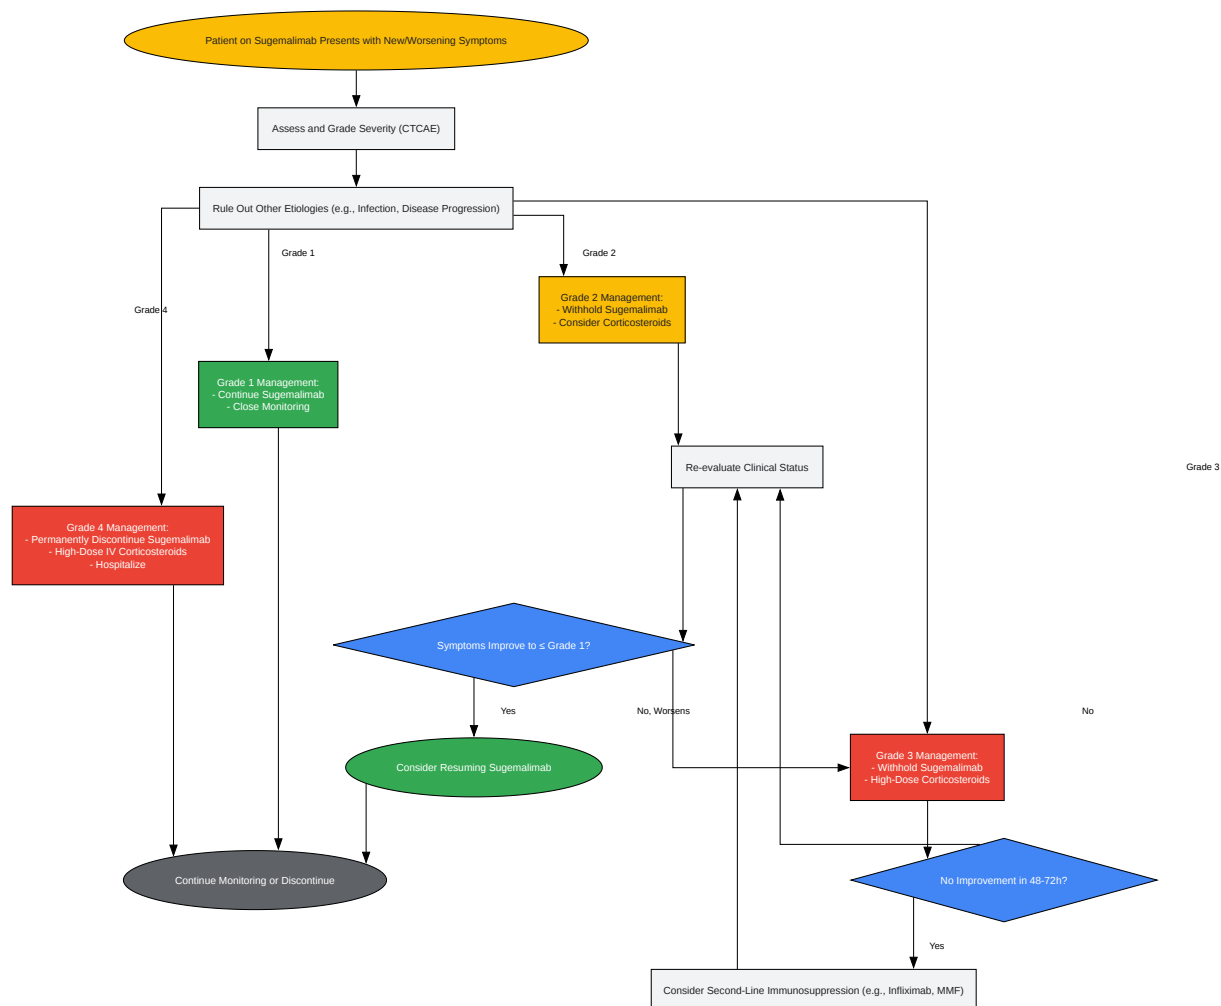 Patient on Sugemalimab Presents with New/Worsening Symptoms
Assess and Grade Severity (CTCAE)
Rule Out Other Etiologies (e.g., Infection, Disease Progression)
Grade 1
Grade 2
Grade 4
Grade 2 Management:
- Withhold Sugemalimab
- Consider Corticosteroids
Grade 1 Management:
- Continue Sugemalimab
- Close Monitoring
Re-evaluate Clinical Status
Grade 3
Grade 4 Management:
- Permanently Discontinue Sugemalimab
- High-Dose IV Corticosteroids
- Hospitalize
Symptoms Improve to ≤ Grade 1?
Yes
No, Worsens
No
Consider Resuming Sugemalimab
Grade 3 Management:
- Withhold Sugemalimab
- High-Dose Corticosteroids
Continue Monitoring or Discontinue
No Improvement in 48-72h?
Yes
Consider Second-Line Immunosuppression (e.g., Infliximab, MMF)